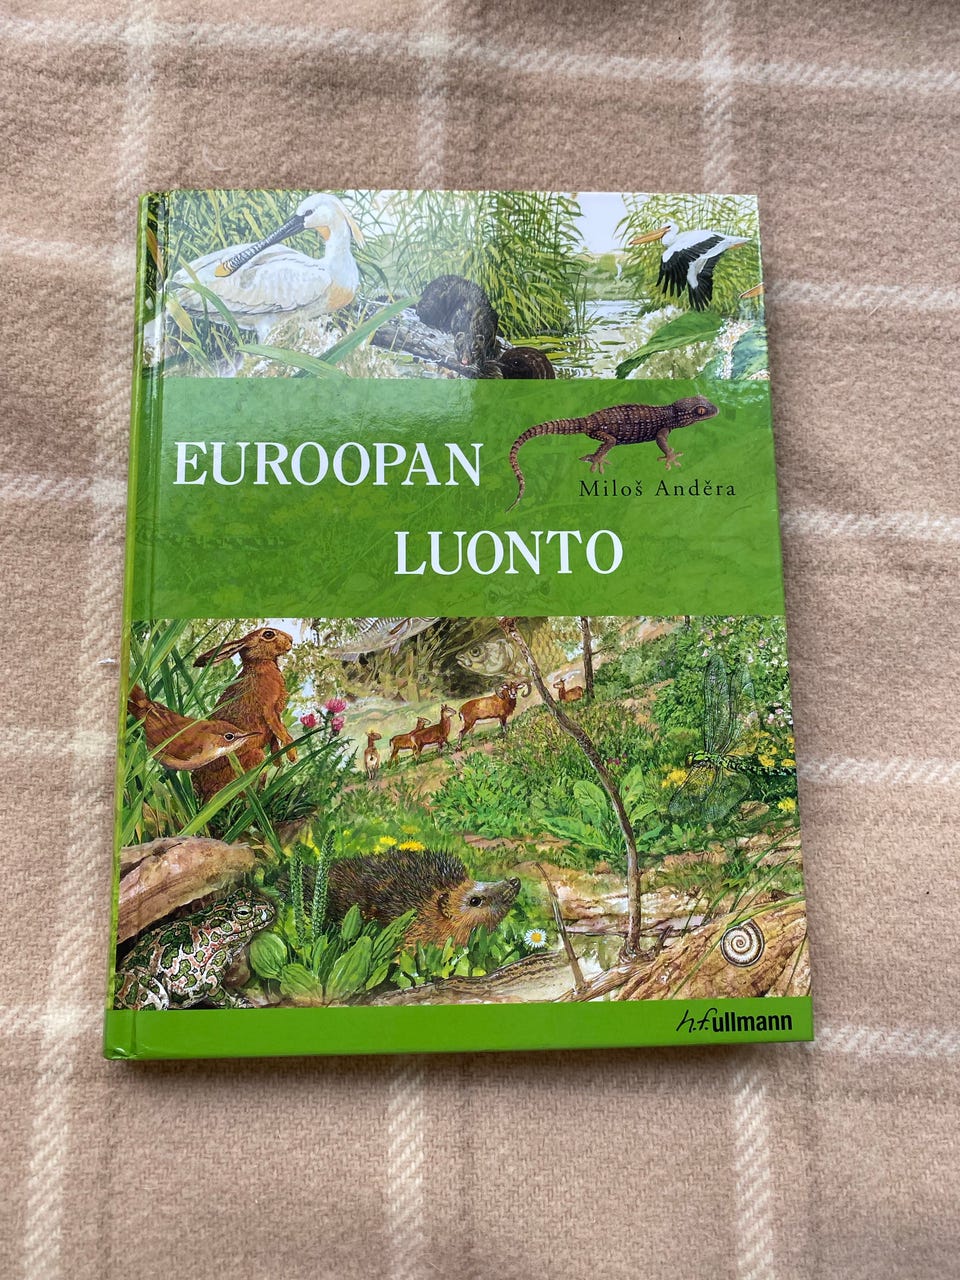 EUROOPAN
Miloš Anděra
LUONTO
h.f.ullmann